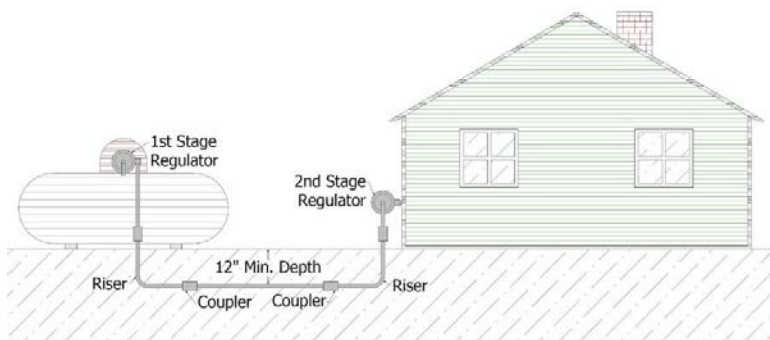 1st Stage
Regulator
2nd Stage
Regulator
12" Min. Depth
Riser
Coupler
Coupler
Riser